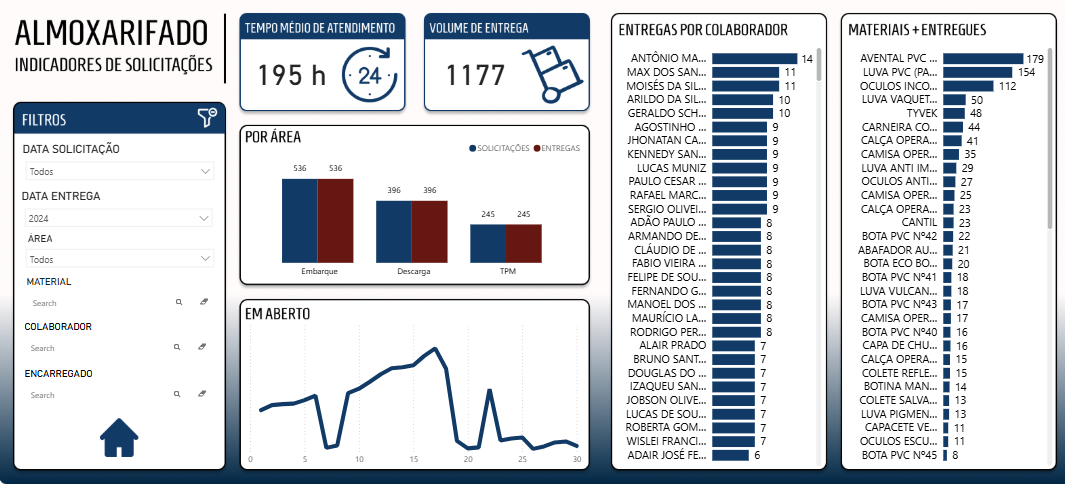 ALMOXARIFADO
INDICADORES DE SOLICITAÇÕES
FILTROS
DATA SOLICITAÇÃO
Todos
DATA ENTREGA
2024
ÁREA
Todos
MATERIAL
Search
COLABORADOR
Search
ENCARREGADO
Search
TEMPO MÉDIO DE ATENDIMENTO
195 h
24
VOLUME DE ENTREGA
1177
POR ÁREA
SOLICITAÇÕES ENTREGAS
536 536
396 396
245 245
Embarque Descarga TPM
EM ABERTO
0 5 10 15 20 25 30
ENTREGAS POR COLABORADOR
ANTÔNIO MA... 14
MAX DOS SAN... 11
MOISÉS DA SIL... 11
ARILDO DA SIL... 10
GERALDO SCH... 10
AGOSTINHO ... 9
JHONATAN CA... 9
KENNEDY SAN... 9
LUCAS MUNIZ 9
PAULO CESAR ... 9
RAFAEL MARC... 9
SERGIO OLIVEI... 9
ADÃO PAULO ... 8
ARMANDO DE... 8
CLÁUDIO DE ... 8
FABIO VIEIRA ... 8
FELIPE DE SOU... 8
FERNANDO G... 8
MANOEL DOS ... 8
MAURÍCIO LA... 8
RODRIGO PER... 8
ALAIR PRADO 7
BRUNO SANT... 7
DOUGLAS DO ... 7
IZAQUEU SAN... 7
JOBSON OLIVE... 7
LUCAS DE SOU... 7
ROBERTA GOM... 7
WISLEI FRANCI... 7
ADAIR JOSÉ FE... 6
MATERIAIS + ENTREGUES
AVENTAL PVC ... 179
LUVA PVC (PA... 154
OCULOS INCO... 112
LUVA VAQUET... 50
TYVEK 48
CARNEIRA CO... 44
CALÇA OPERA... 41
CAMISA OPER... 35
LUVA ANTI IM... 29
OCULOS ANTI... 27
CAMISA OPER... 25
CALÇA OPERA... 23
CANTIL 23
BOTA PVC Nº42 22
ABAFADOR AU... 21
BOTA ECO BO... 20
BOTA PVC Nº41 18
LUVA VULCAN... 18
BOTA PVC Nº43 17
CAMISA OPER... 17
BOTA PVC Nº40 16
CAPA DE CHU... 16
CALÇA OPERA... 15
COLETE REFLE... 15
BOTINA MAN... 14
COLETE SALVA... 13
LUVA PIGMEN... 13
CAPACETE VE... 11
OCULOS ESCU... 11
BOTA PVC Nº45 8